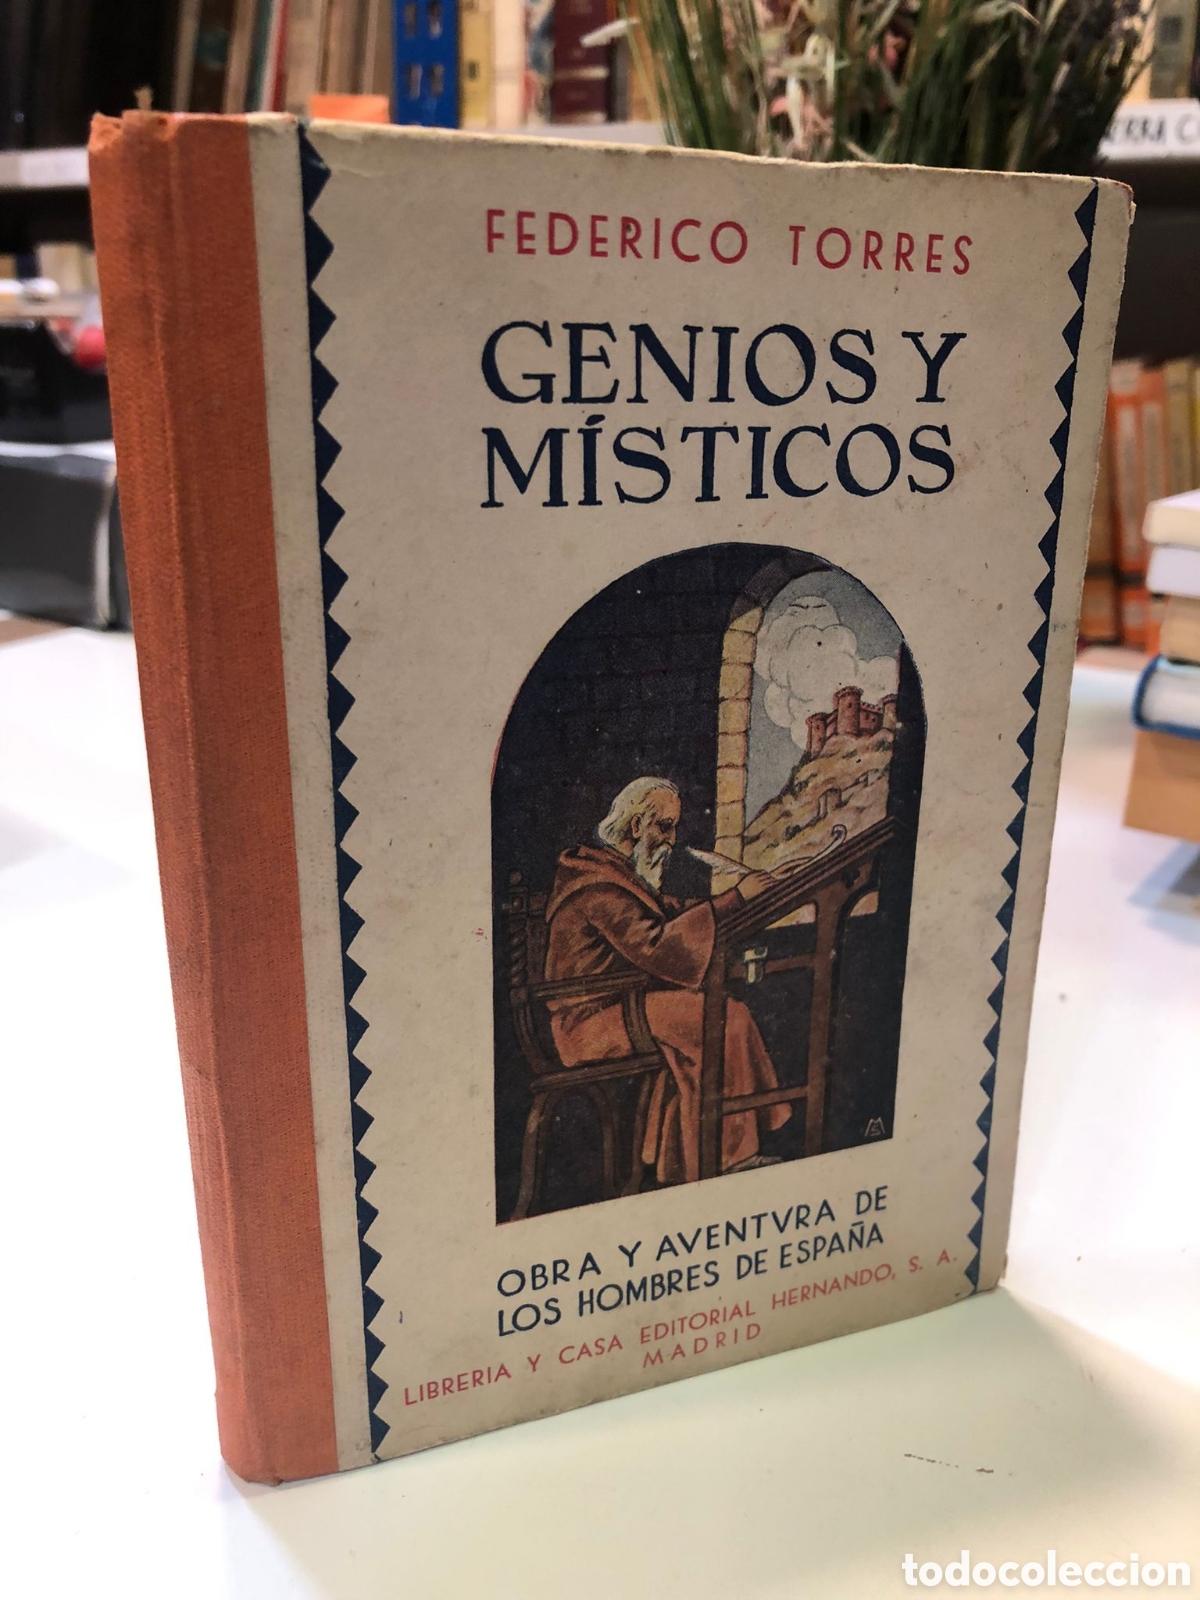 FEDERICO TORRES
GENIOS Y
MÍSTICOS
OBRA Y AVENTVRA DE
LOS HOMBRES DE ESPAÑA
LIBRERIA Y CASA EDITORIAL HERNANDO, S. A.
MADRID
todocoleccion